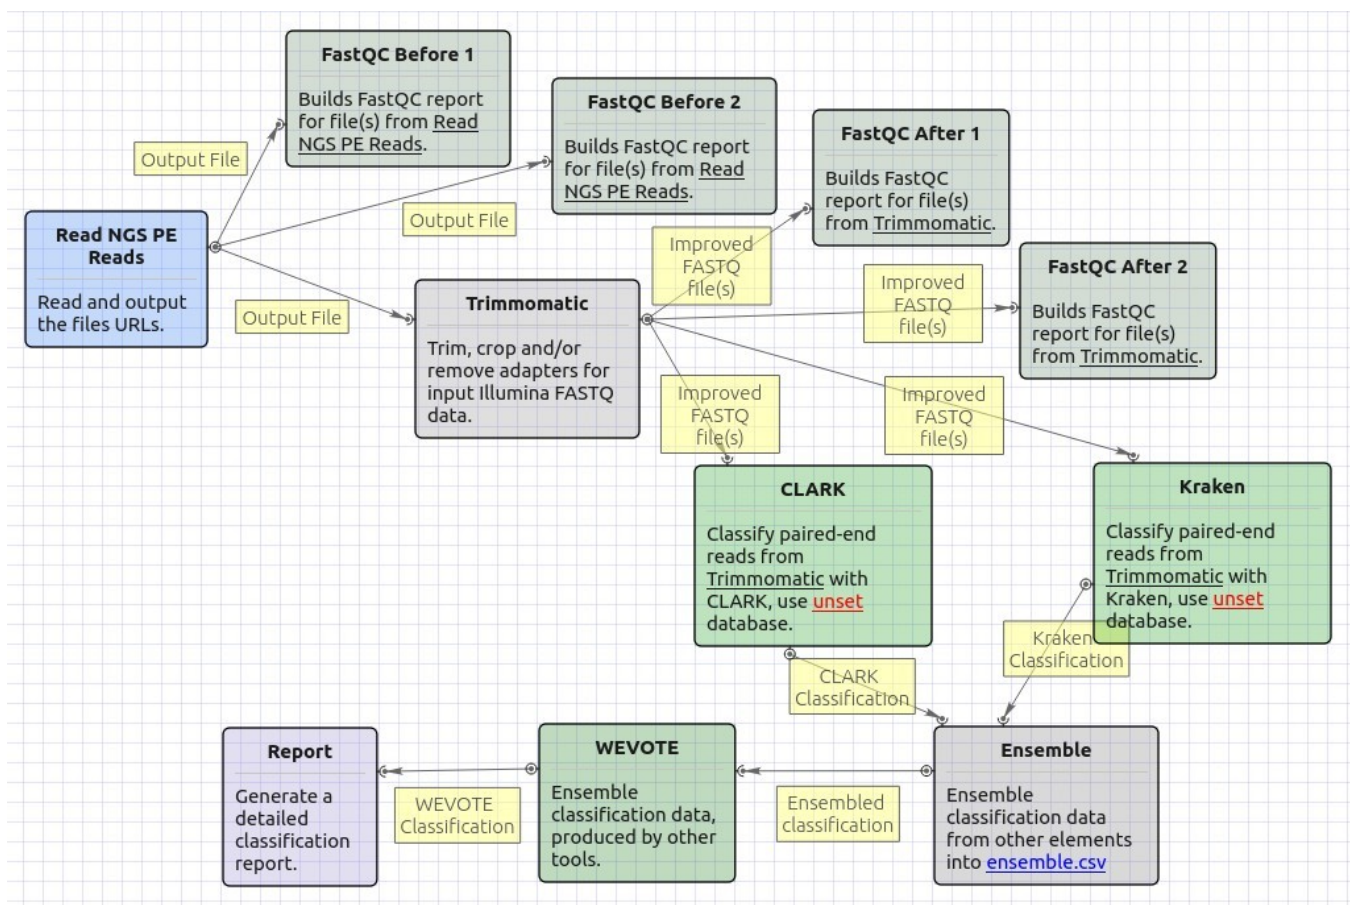 FastQC Before 1
Builds FastQC report
for file(s) from Read
NGS PE Reads.
Output File
FastQC Before 2
Builds FastQC report
for file(s) from Read
NGS PE Reads.
Output File
FastQC After 1
Builds FastQC
report for file(s)
from Trimmomatic.
Improved
FASTQ
file(s)
Read NGS PE
Reads
Read and output
the files URLs.
Output File
Trimmomatic
Trim, crop and/or
remove adapters for
input Illumina FASTQ
data.
Improved
FASTQ
file(s)
FastQC After 2
Builds FastQC
report for file(s)
from Trimmomatic.
Improved
FASTQ
file(s)
Improved
FASTQ
file(s)
CLARK
Classify paired-end
reads from
Trimmomatic with
CLARK, use unset
database.
Kraken
Classify paired-end
reads from
Trimmomatic with
Kraken, use unset
database.
CLARK
Classification
Kraken
Classification
Report
Generate a
detailed
classification
report.
WEVOTE
Classification
WEVOTE
Ensemble
classification data,
produced by other
tools.
Ensembled
classification
Ensemble
Ensemble
classification data
from other elements
into ensemble.csv